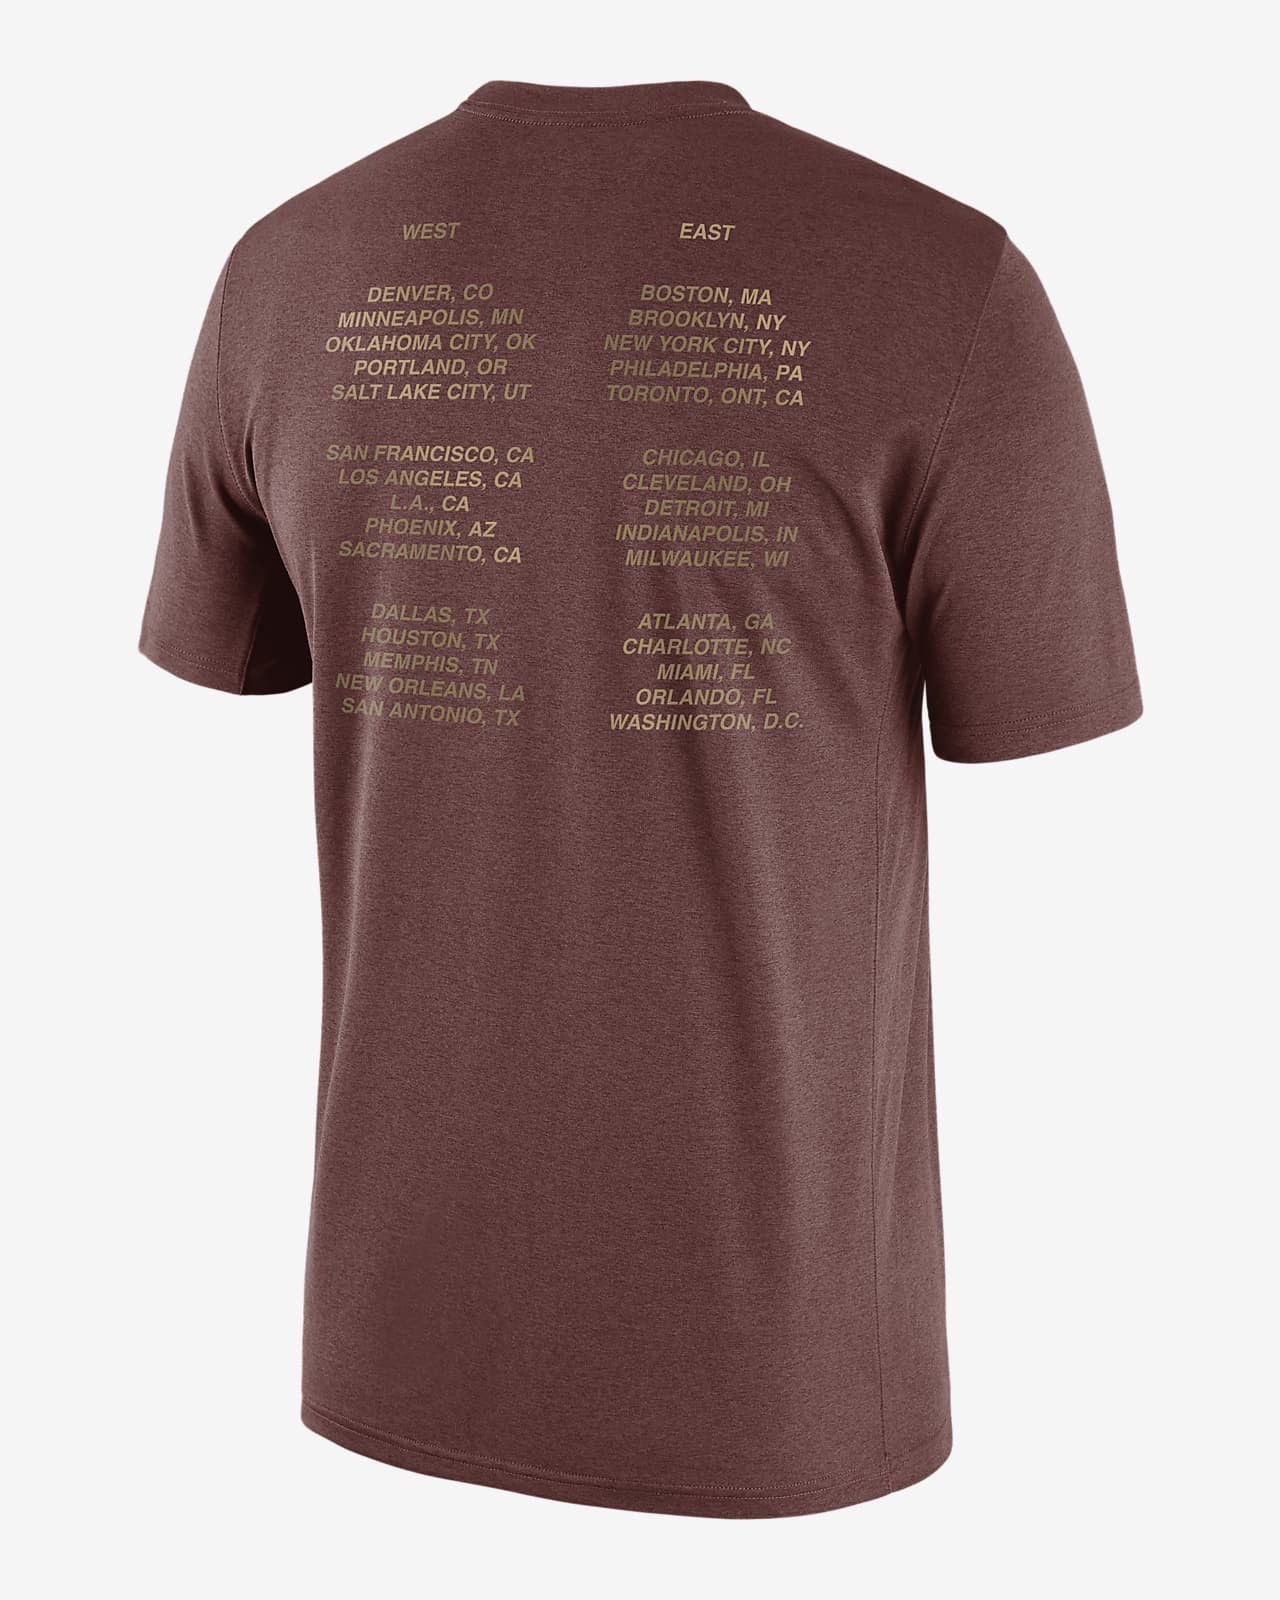 WEST
DENVER, CO
MINNEAPOLIS, MN
OKLAHOMA CITY, OK
PORTLAND, OR
SALT LAKE CITY, UT
SAN FRANCISCO, CA
LOS ANGELES, CA
L.A., CA
PHOENIX, AZ
SACRAMENTO, CA
DALLAS, TX
HOUSTON, TX
MEMPHIS, TN
NEW ORLEANS, LA
SAN ANTONIO, TX
EAST
BOSTON, MA
BROOKLYN, NY
NEW YORK CITY, NY
PHILADELPHIA, PA
TORONTO, ONT, CA
CHICAGO, IL
CLEVELAND, OH
DETROIT, MI
INDIANAPOLIS, IN
MILWAUKEE, WI
ATLANTA, GA
CHARLOTTE, NC
MIAMI, FL
ORLANDO, FL
WASHINGTON, D.C.